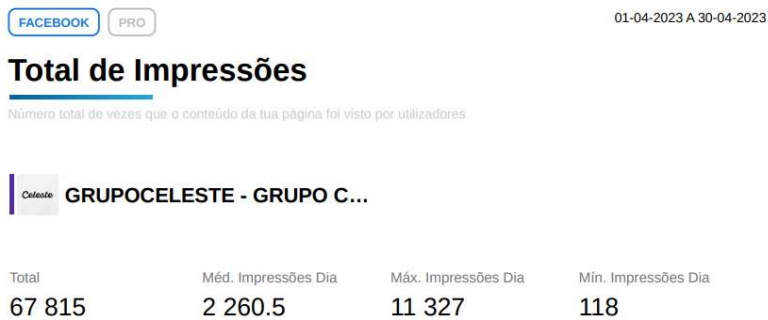 FACEBOOK PRO 01-04-2023 A 30-04-2023
Total de Impressões
Número total de vezes que o conteúdo da tua página foi visto por utilizadores
Celeste GRUPOCELESTE - GRUPO C...
Total Méd. Impressões Dia Máx. Impressões Dia Mín. Impressões Dia
67 815 2 260.5 11 327 118